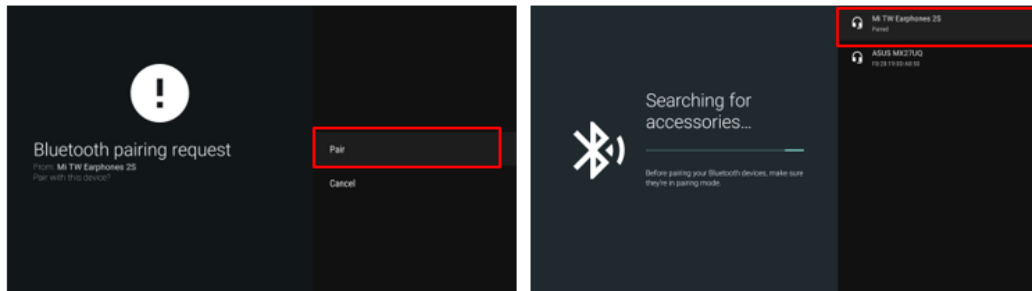 Bluetooth pairing request
From: Mi TW Earphones 2S
Pair with this device?
Pair
Cancel
Searching for
accessories...
Before pairing your Bluetooth devices, make sure
they're in pairing mode.
Mi TW Earphones 2S
Paired
ASUS MX27UQ